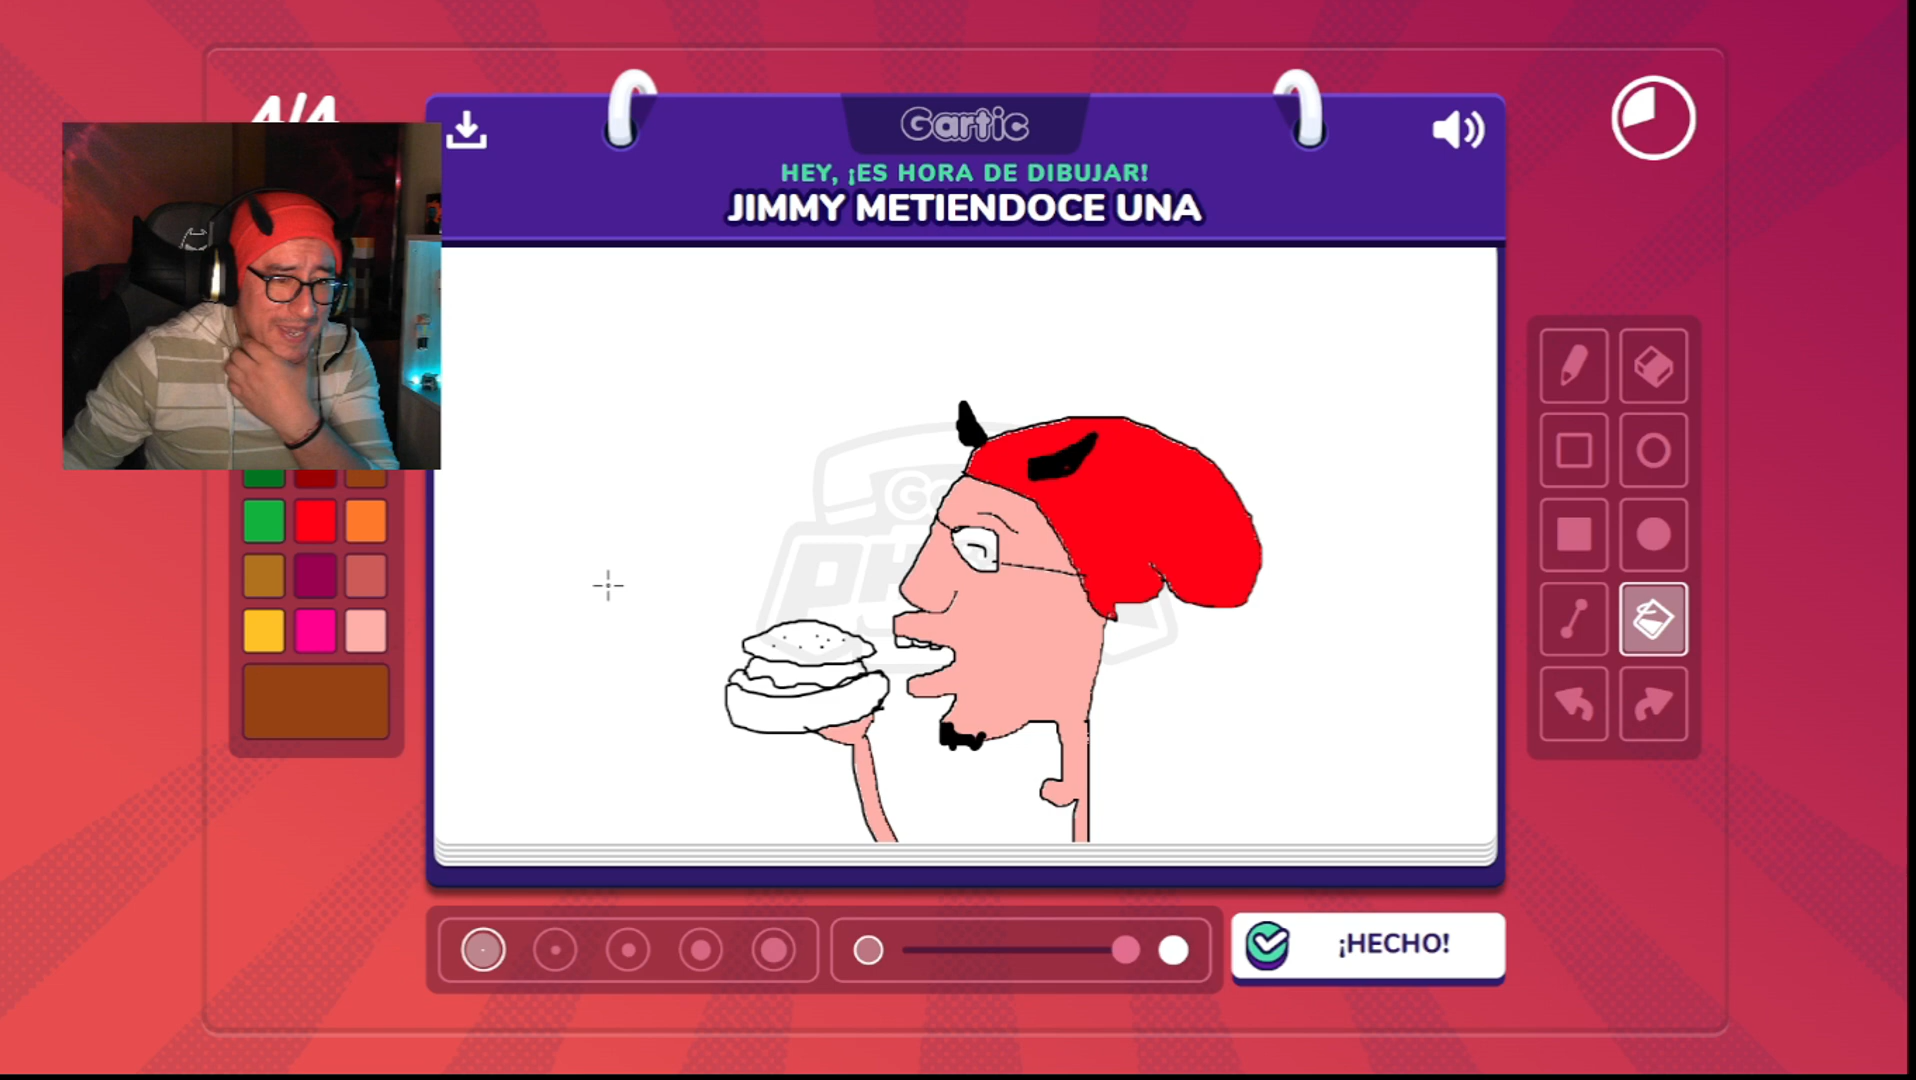 4/4
Gartic
HEY, ¡ES HORA DE DIBUJAR!
JIMMY METIENDOCE UNA
¡HECHO!